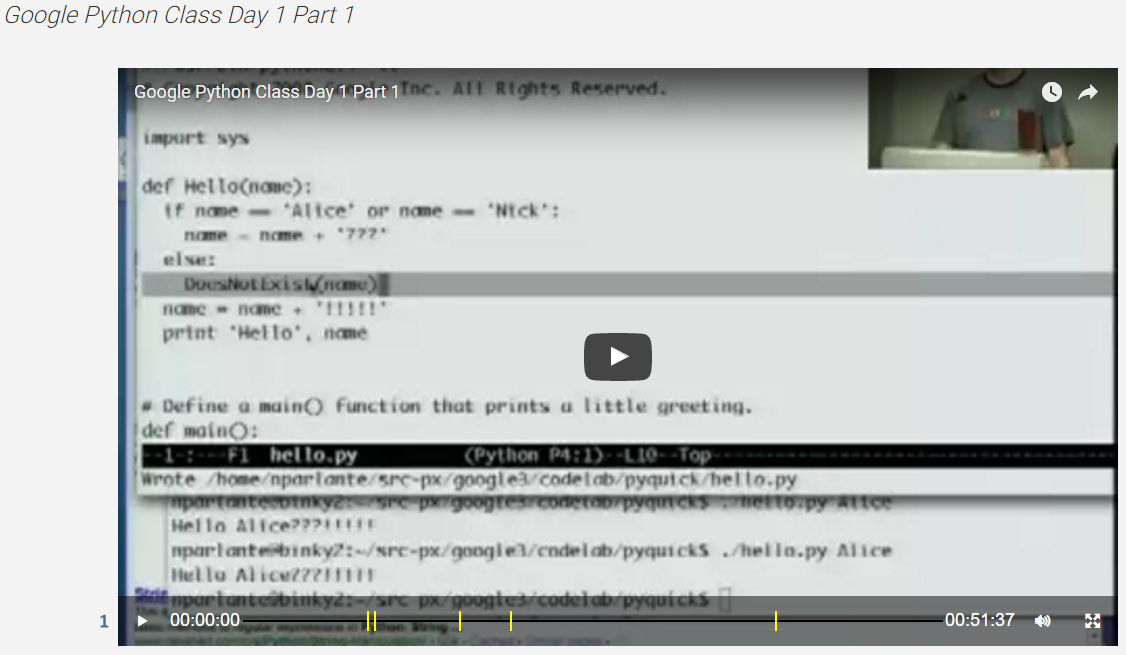 Google Python Class Day 1 Part 1
Google Python Class Day 1 Part 1
Inc. All Rights Reserved.
import sys
def Hello(name):
if name == 'Alice' or name == 'Nick':
name = name + '???'
else:
DoesNotExist(name)
name = name + '!!!!!'
print 'Hello', name
# Define a main() function that prints a little greeting.
def main():
--1-:---F1 hello.py (Python P4:1)--L10--Top
Wrote /home/nparlante/src-px/google3/codelab/pyquick/hello.py
nparlante@binky2:~/src-px/google3/codelab/pyquick$ ./hello.py Alice
Hello Alice???!!!!!
nparlante@binky2:~/src-px/google3/codelab/pyquick$ ./hello.py Alice
Hello Alice???!!!!!
nparlante@binky2:~/src-px/google3/codelab/pyquick$
1 00:00:00 00:51:37